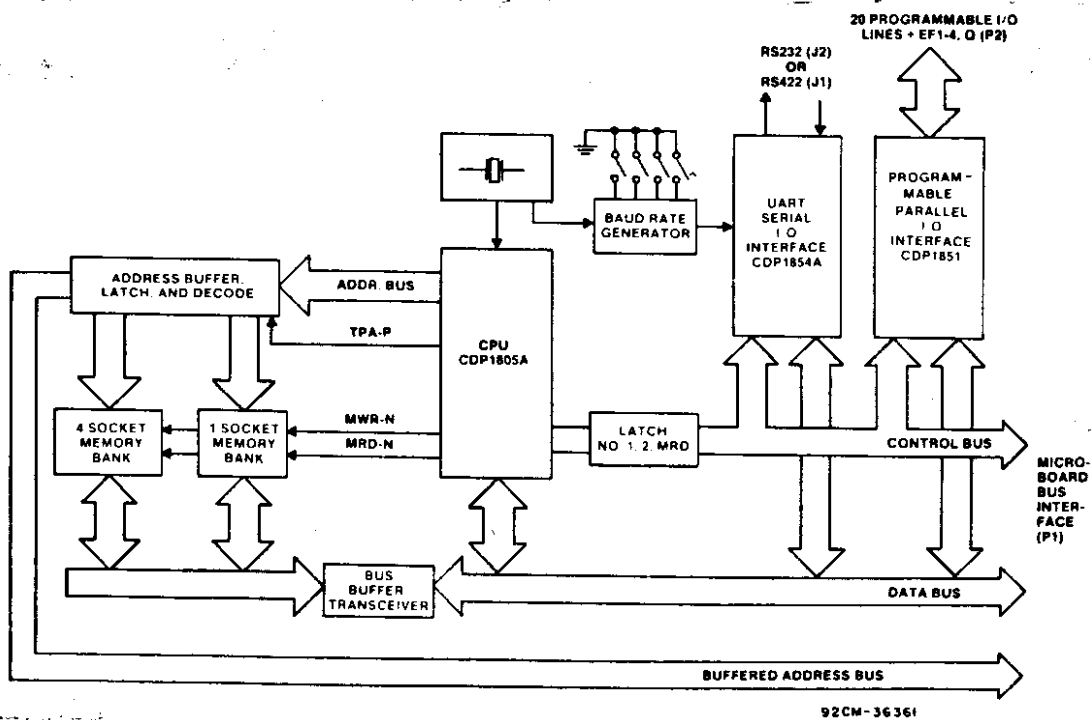 20 PROGRAMMABLE I/O
LINES + EF1-4, Q (P2)
RS232 (J2)
OR
RS422 (J1)
BAUD RATE
GENERATOR
UART
SERIAL
I O
INTERFACE
CDP1854A
PROGRAM-
MABLE
PARALLEL
I O
INTERFACE
CDP1851
ADDRESS BUFFER,
LATCH, AND DECODE
ADDR. BUS
TPA-P
CPU
CDP1805A
4 SOCKET
MEMORY
BANK
1 SOCKET
MEMORY
BANK
MWR-N
MRD-N
LATCH
NO. 1, 2, MRD
CONTROL BUS
MICRO-
BOARD
BUS
INTER-
FACE
(P1)
BUS
BUFFER
TRANSCEIVER
DATA BUS
BUFFERED ADDRESS BUS
92CM-36361